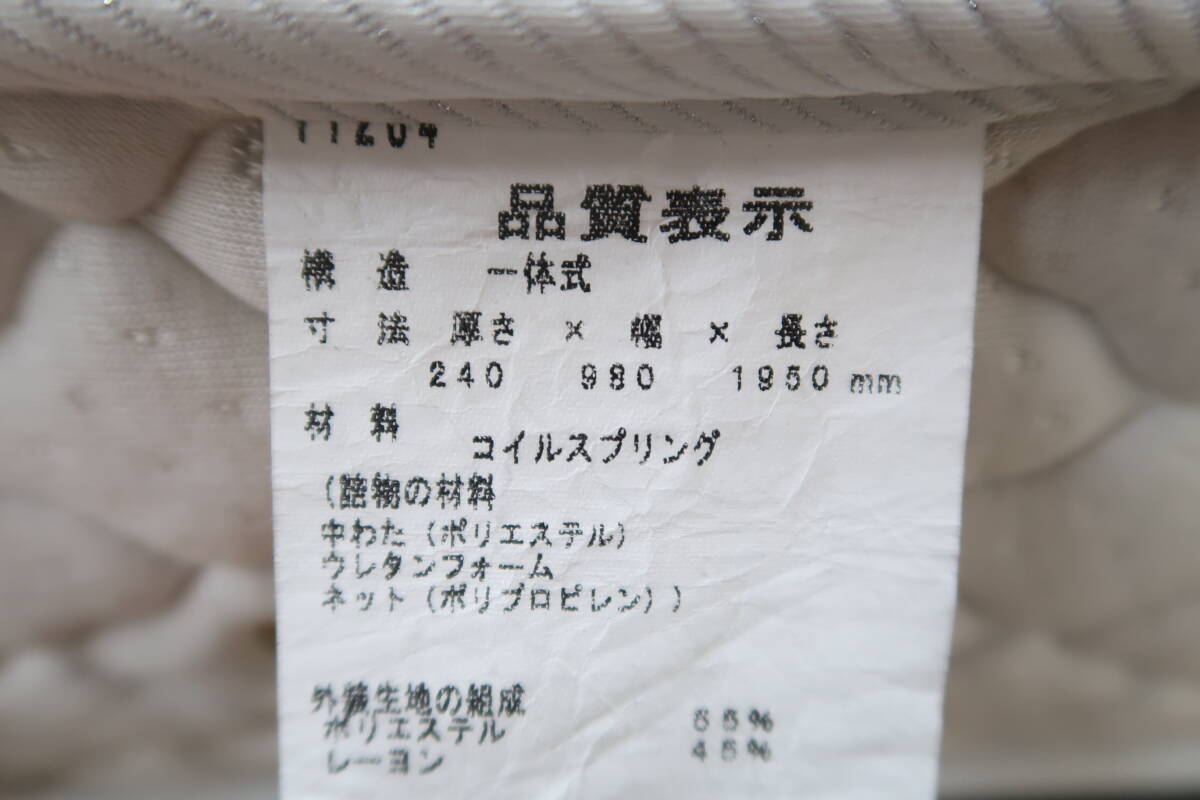 11204
品質表示
構造 一体式
寸法 厚さ × 幅 × 長さ
240 980 1950 mm
材料
コイルスプリング
(詰物の材料
中わた(ポリエステル)
ウレタンフォーム
ネット(ポリプロピレン))
外装生地の組成
ポリエステル 55%
レーヨン 45%